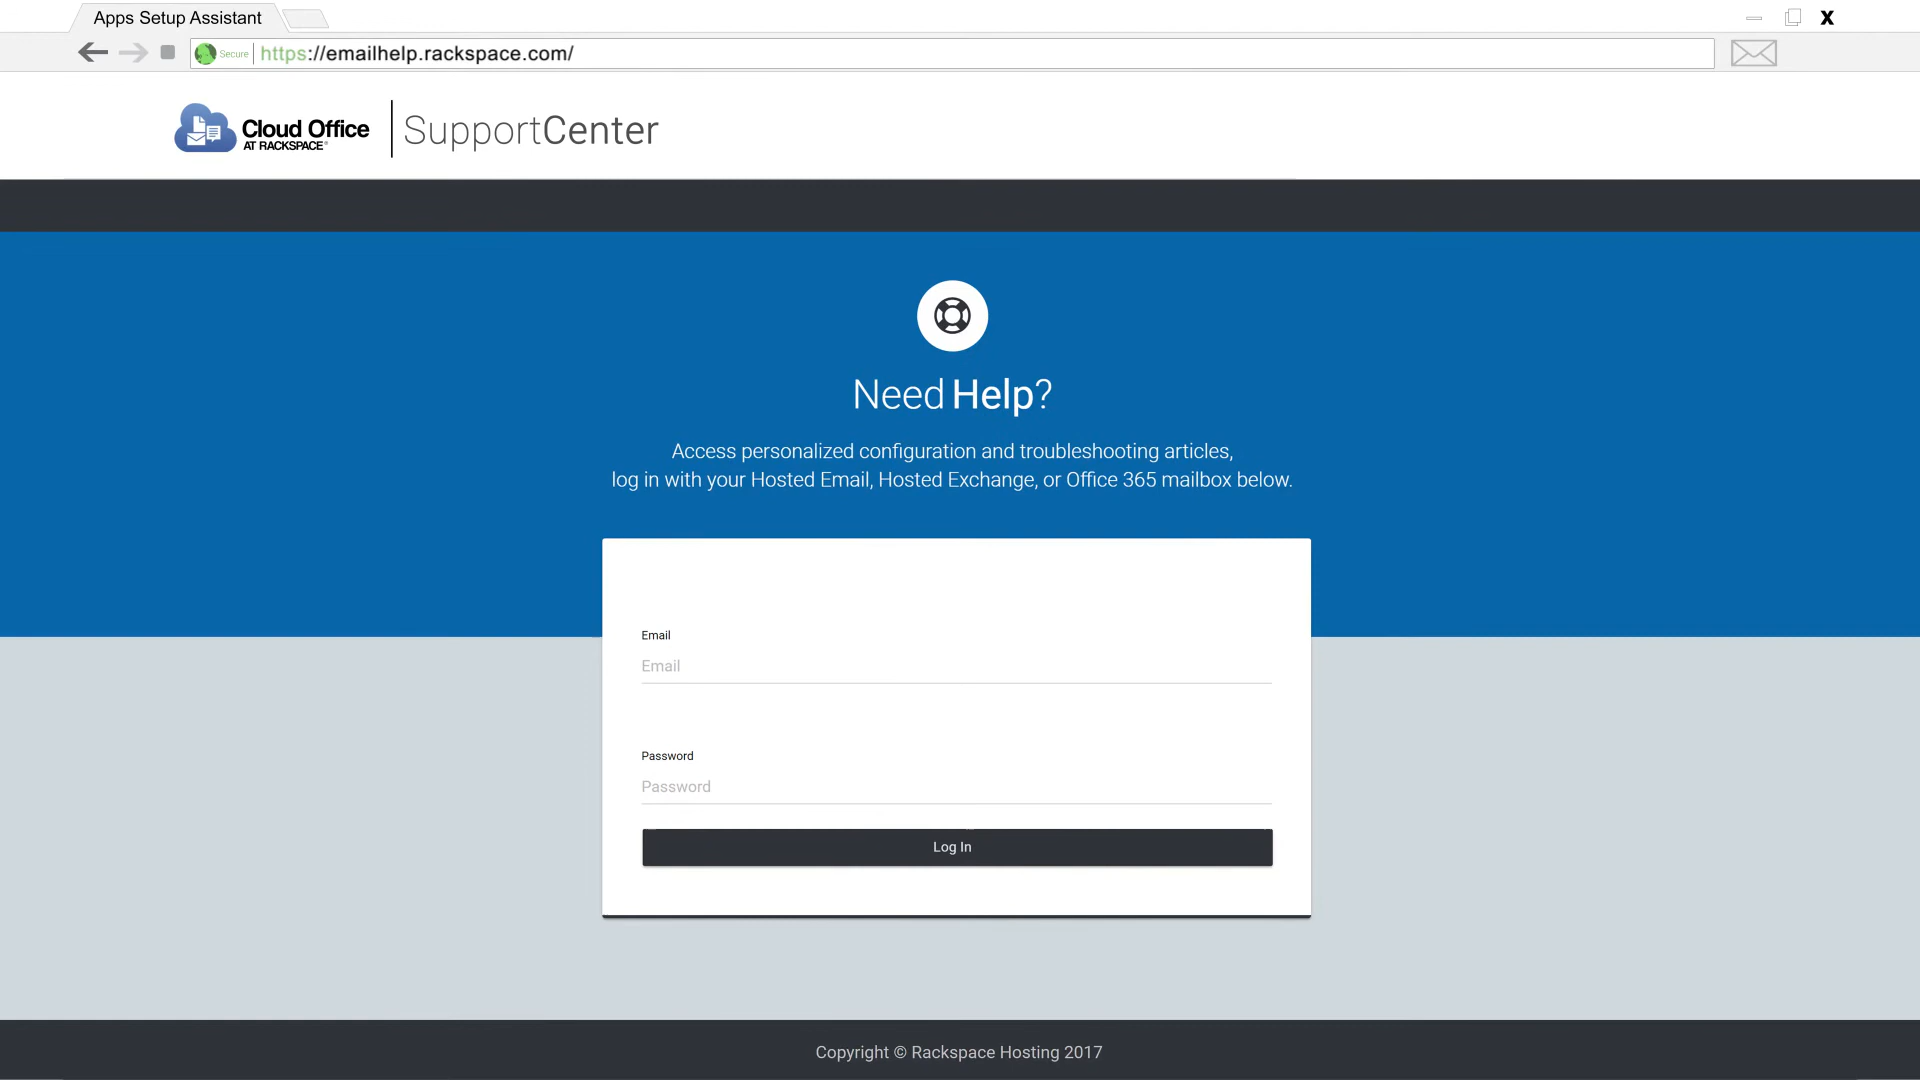 Apps Setup Assistant
X
Secure https://emailhelp.rackspace.com/
Cloud Office
AT RACKSPACE®
SupportCenter
Need Help?
Access personalized configuration and troubleshooting articles,
log in with your Hosted Email, Hosted Exchange, or Office 365 mailbox below.
Email
Email
Password
Password
Log In
Copyright © Rackspace Hosting 2017